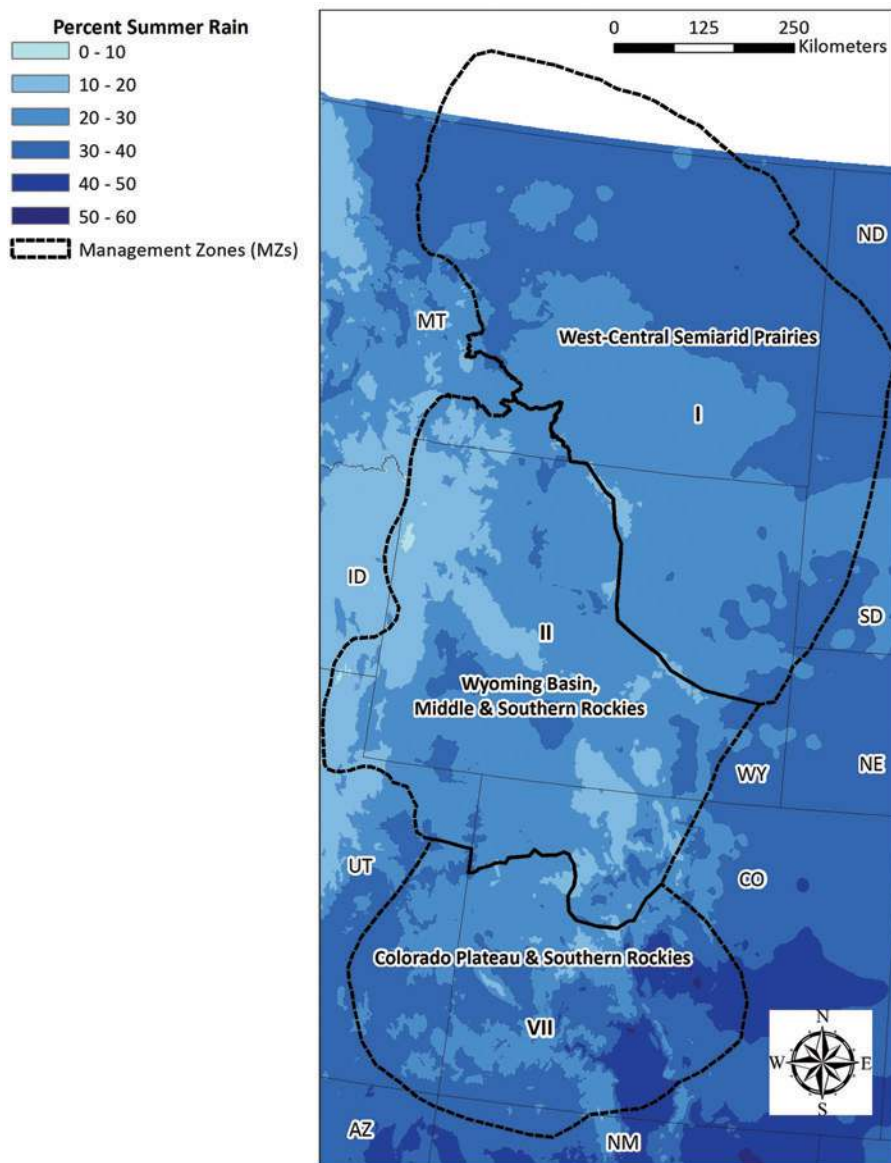 Percent Summer Rain
0 - 10
10 - 20
20 - 30
30 - 40
40 - 50
50 - 60
Management Zones (MZs)
0 125 250
Kilometers
ND
MT
West-Central Semiarid Prairies
I
ID
SD
II
Wyoming Basin,
Middle & Southern Rockies
WY
NE
UT
CO
Colorado Plateau & Southern Rockies
VII
N
W E
S
AZ
NM